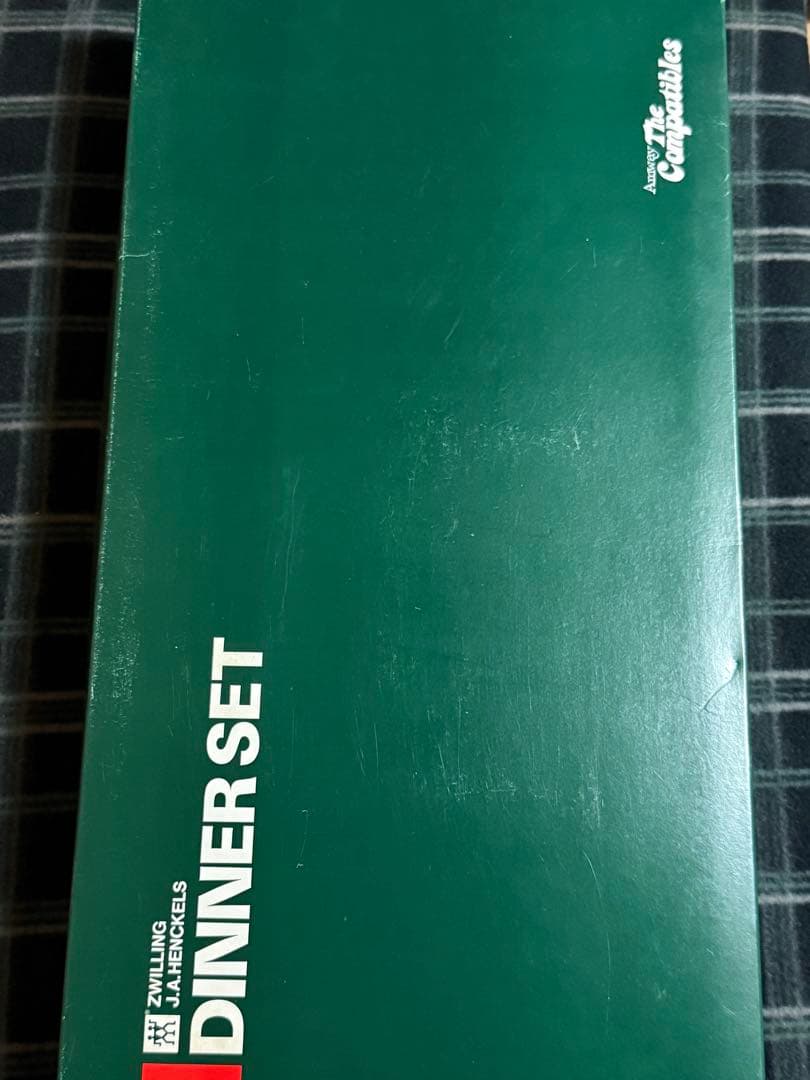 ZWILLING
J.A.HENCKELS
DINNER SET
Amway The
Compatibles